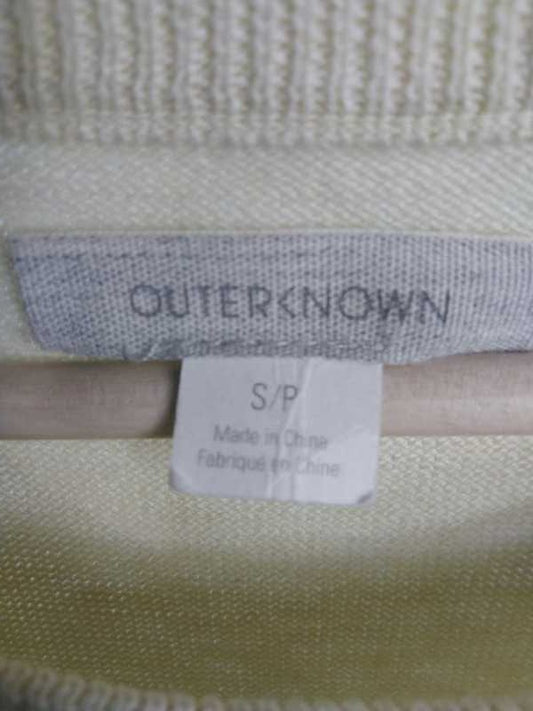 OUTERKNOWN
S/P
Made in China
Fabriqué en Chine